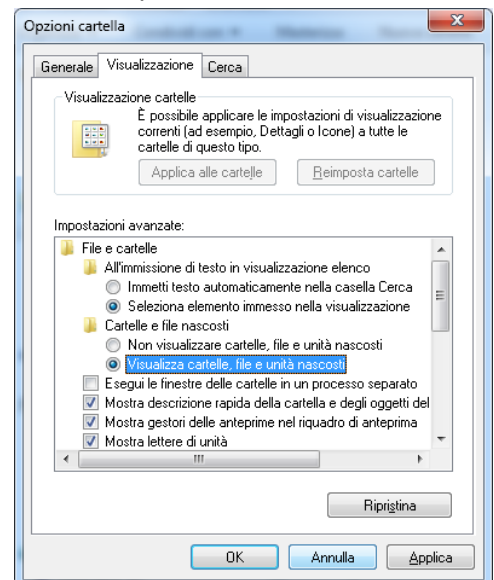 Opzioni cartella
Generale
Visualizzazione
Cerca
Visualizzazione cartelle
È possibile applicare le impostazioni di visualizzazione
correnti (ad esempio, Dettagli o Icone) a tutte le
cartelle di questo tipo.
Applica alle cartelle
Reimposta cartelle
Impostazioni avanzate:
File e cartelle
All'immissione di testo in visualizzazione elenco
Immetti testo automaticamente nella casella Cerca
Seleziona elemento immesso nella visualizzazione
Cartelle e file nascosti
Non visualizzare cartelle, file e unità nascosti
Visualizza cartelle, file e unità nascosti
Esegui le finestre delle cartelle in un processo separato
Mostra descrizione rapida della cartella e degli oggetti del
Mostra gestori delle anteprime nel riquadro di anteprima
Mostra lettere di unità
Ripristina
OK
Annulla
Applica